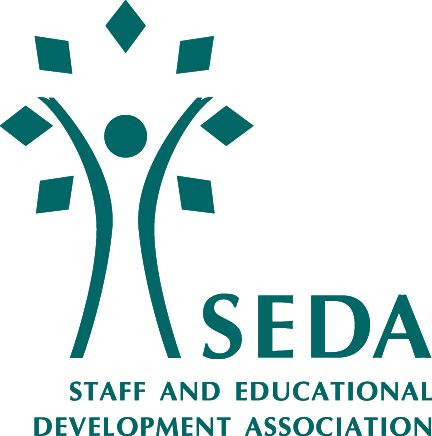 SEDA
STAFF AND EDUCATIONAL
DEVELOPMENT ASSOCIATION